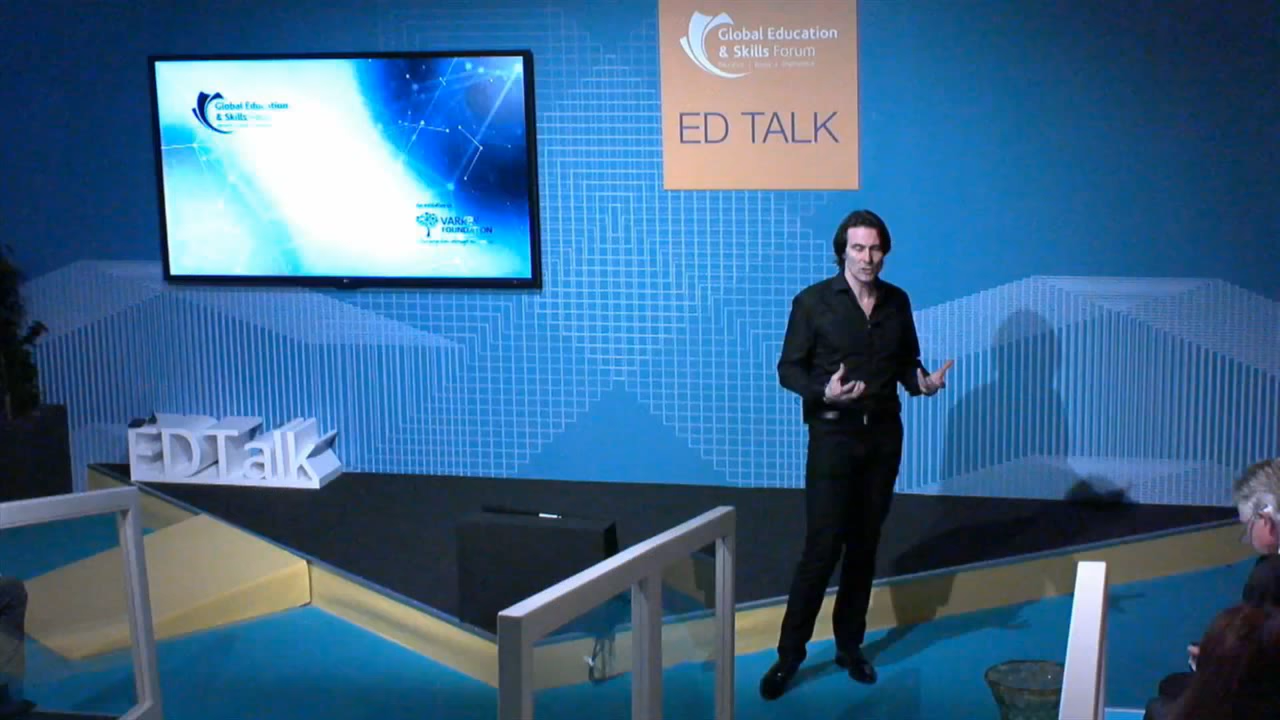 Global Education
& Skills Forum
ED TALK
Global Education
& Skills
VARKEY
FOUNDATION
EDTalk